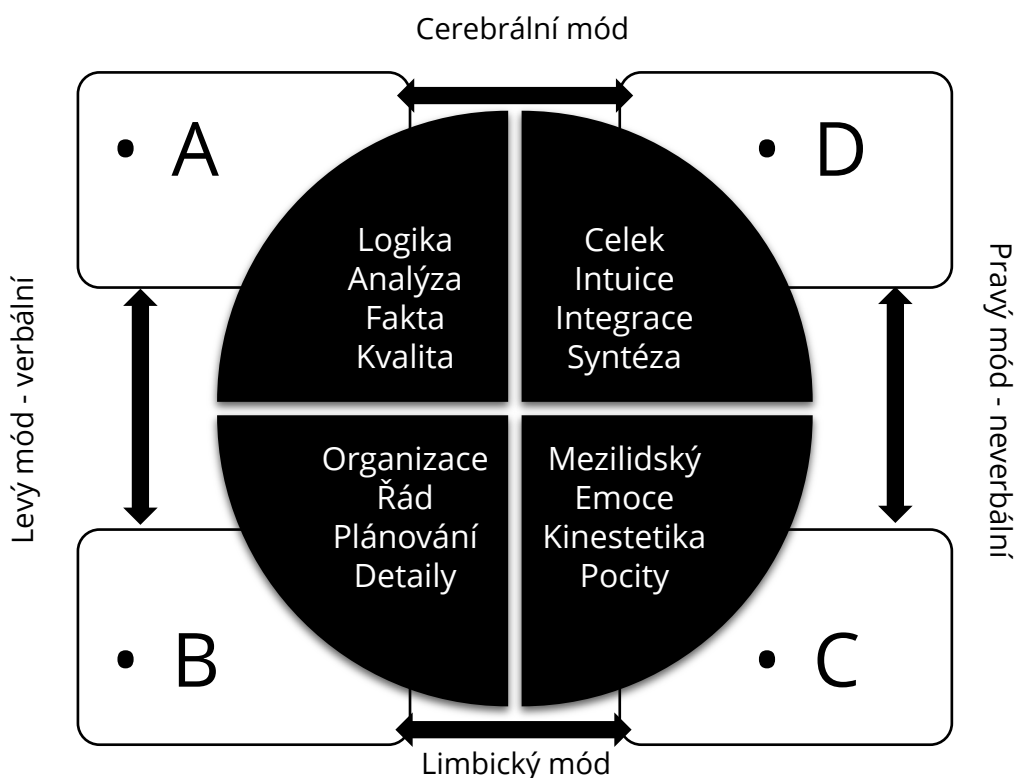 Cerebrální mód
• A
• D
Logika
Analýza
Fakta
Kvalita
Celek
Intuice
Integrace
Syntéza
Levý mód - verbální
Pravý mód - neverbální
Organizace
Řád
Plánování
Detaily
Mezilidský
Emoce
Kinestetika
Pocity
• B
• C
Limbický mód